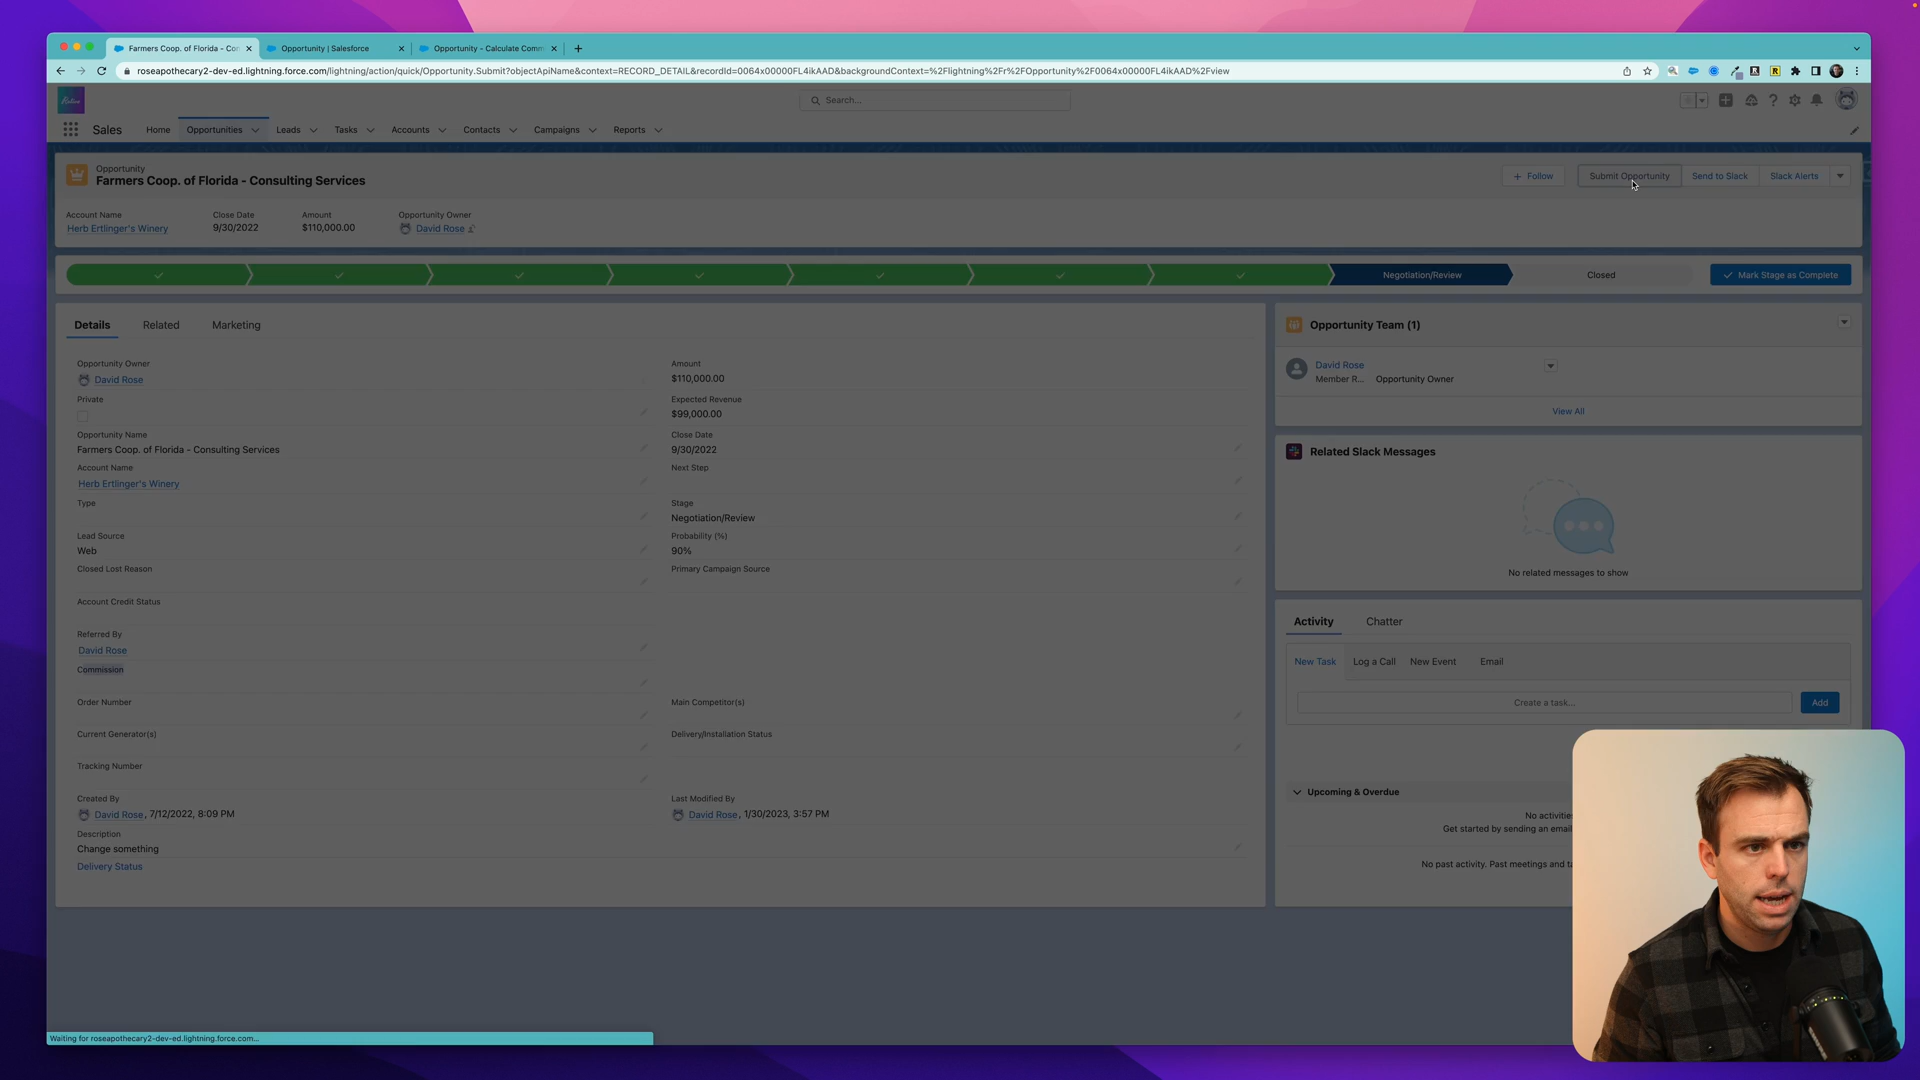 Farmers Coop. of Florida - Con
Opportunity | Salesforce
Opportunity - Calculate Comm
roseapothecary2-dev-ed.lightning.force.com/lightning/action/quick/Opportunity.Submit?objectApiName&context=RECORD_DETAIL&recordId=0064x00000FL4ikAAD&backgroundContext=%2Flightning%2Fr%2FOpportunity%2F0064x00000FL4ikAAD%2Fview
Search...
Sales
Home
Opportunities
Leads
Tasks
Accounts
Contacts
Campaigns
Reports
Opportunity
Farmers Coop. of Florida - Consulting Services
+ Follow
Submit Opportunity
Send to Slack
Slack Alerts
Account Name
Close Date
Amount
Opportunity Owner
Herb Ertlinger's Winery
9/30/2022
$110,000.00
David Rose
Negotiation/Review
Closed
Mark Stage as Complete
Details
Related
Marketing
Opportunity Owner
David Rose
Private
Opportunity Name
Farmers Coop. of Florida - Consulting Services
Account Name
Herb Ertlinger's Winery
Type
Lead Source
Web
Closed Lost Reason
Account Credit Status
Referred By
David Rose
Commission
Order Number
Current Generator(s)
Tracking Number
Created By
David Rose, 7/12/2022, 8:09 PM
Description
Change something
Delivery Status
Amount
$110,000.00
Expected Revenue
$99,000.00
Close Date
9/30/2022
Next Step
Stage
Negotiation/Review
Probability (%)
90%
Primary Campaign Source
Main Competitor(s)
Delivery/Installation Status
Last Modified By
David Rose, 1/30/2023, 3:57 PM
Opportunity Team (1)
David Rose
Member R... Opportunity Owner
View All
Related Slack Messages
No related messages to show
Activity
Chatter
New Task
Log a Call
New Event
Email
Create a task...
Add
Upcoming & Overdue
No activities
Get started by sending an email
No past activity. Past meetings and ta
Waiting for roseapothecary2-dev-ed.lightning.force.com...